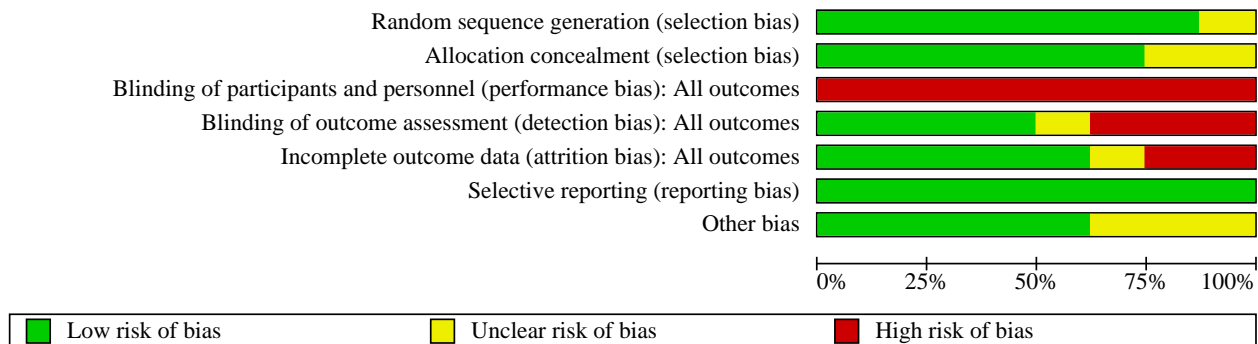 Random sequence generation (selection bias)
Allocation concealment (selection bias)
Blinding of participants and personnel (performance bias): All outcomes
Blinding of outcome assessment (detection bias): All outcomes
Incomplete outcome data (attrition bias): All outcomes
Selective reporting (reporting bias)
Other bias
0% 25% 50% 75% 100%
Low risk of bias Unclear risk of bias High risk of bias